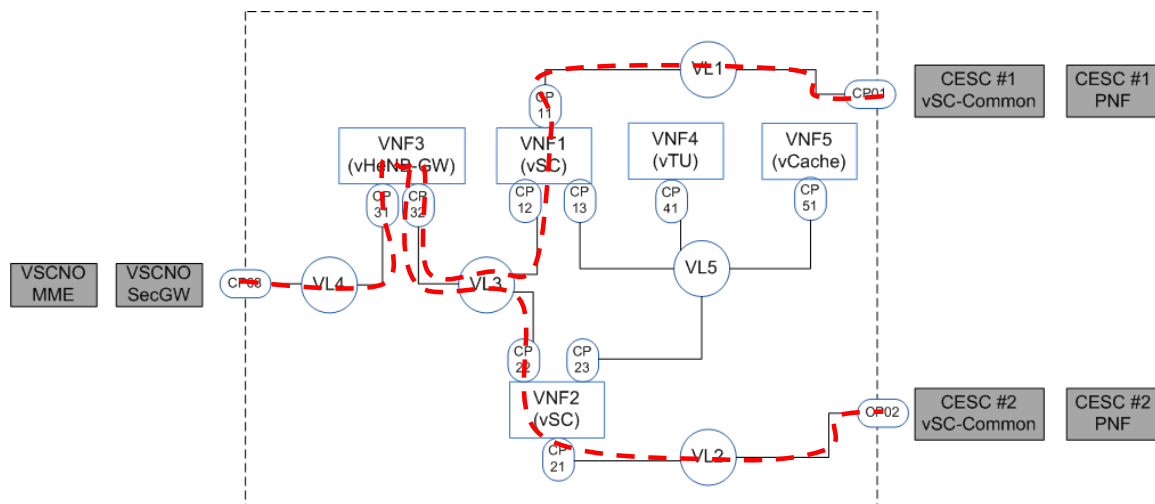 VL1
CESC #1
vSC-Common
CESC #1
PNF
CP01
CP
11
VNF3
(vHeNB-GW)
VNF1
(vSC)
VNF4
(vTU)
VNF5
(vCache)
CP
31
CP
32
CP
12
CP
13
CP
41
CP
51
VSCNO
MME
VSCNO
SecGW
CP03
VL4
VL3
VL5
CP
22
CP
23
VNF2
(vSC)
CP
21
VL2
CP02
CESC #2
vSC-Common
CESC #2
PNF